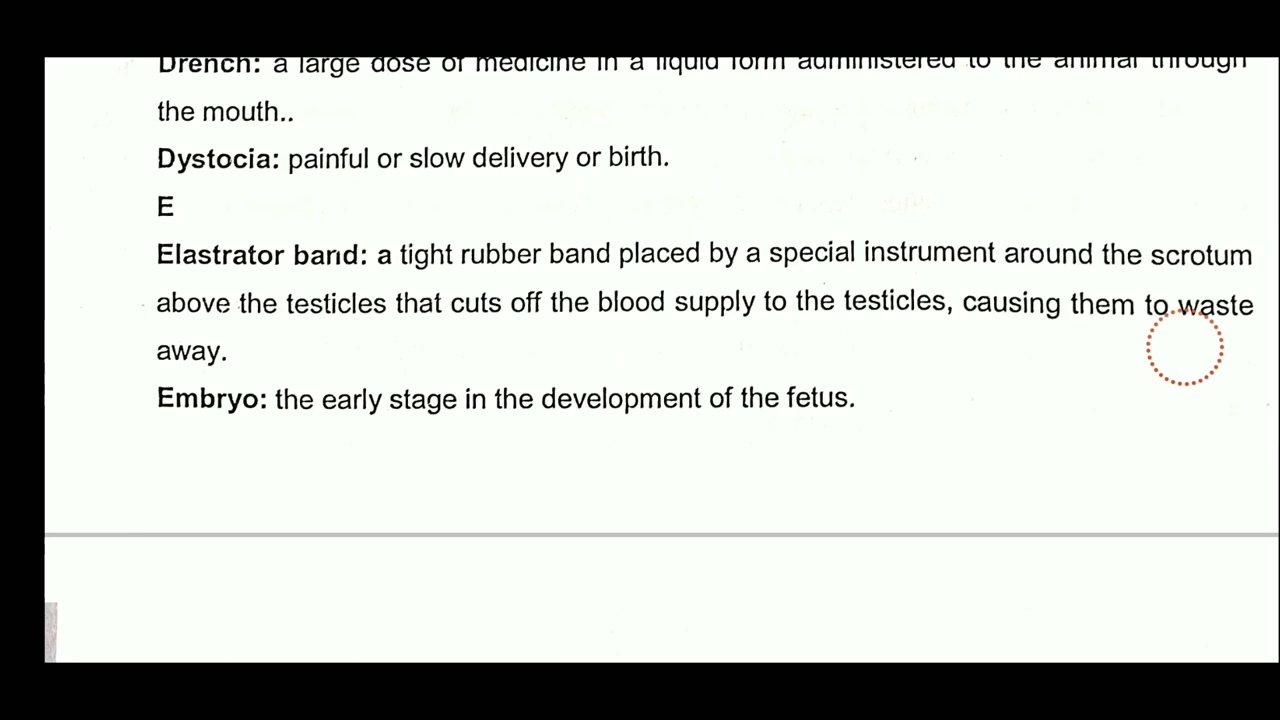 Drench: a large dose of medicine in a liquid form administered to the animal through
the mouth..
Dystocia: painful or slow delivery or birth.
E
Elastrator band: a tight rubber band placed by a special instrument around the scrotum
above the testicles that cuts off the blood supply to the testicles, causing them to waste
away.
Embryo: the early stage in the development of the fetus.